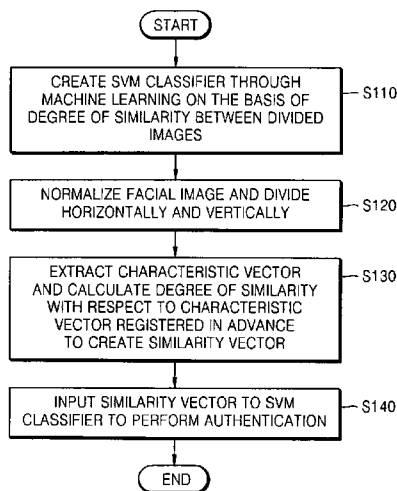 START
CREATE SVM CLASSIFIER THROUGH
MACHINE LEARNING ON THE BASIS OF
DEGREE OF SIMILARITY BETWEEN DIVIDED
IMAGES
S110
NORMALIZE FACIAL IMAGE AND DIVIDE
HORIZONTALLY AND VERTICALLY
S120
EXTRACT CHARACTERISTIC VECTOR
AND CALCULATE DEGREE OF SIMILARITY
WITH RESPECT TO CHARACTERISTIC
VECTOR REGISTERED IN ADVANCE
TO CREATE SIMILARITY VECTOR
S130
INPUT SIMILARITY VECTOR TO SVM
CLASSIFIER TO PERFORM AUTHENTICATION
S140
END